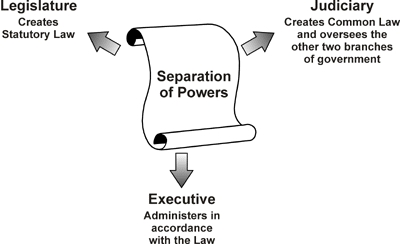 Legislature
Creates
Statutory Law
Judiciary
Creates Common Law
and oversees the
other two branches
of government
Separation
of Powers
Executive
Administers in
accordance
with the Law